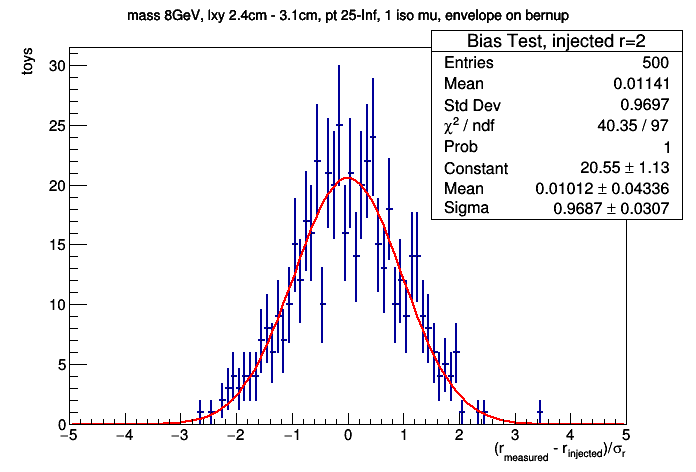 mass 8GeV, lxy 2.4cm - 3.1cm, pt 25-Inf, 1 iso mu, envelope on bernup
Bias Test, injected r=2
Entries 500
Mean 0.01141
Std Dev 0.9697
χ² / ndf 40.35 / 97
Prob 1
Constant 20.55 ± 1.13
Mean 0.01012 ± 0.04336
Sigma 0.9687 ± 0.0307
toys
30
25
20
15
10
5
0
−5 −4 −3 −2 −1 0 1 2 3 4 5
(r_measured - r_injected)/σ_r